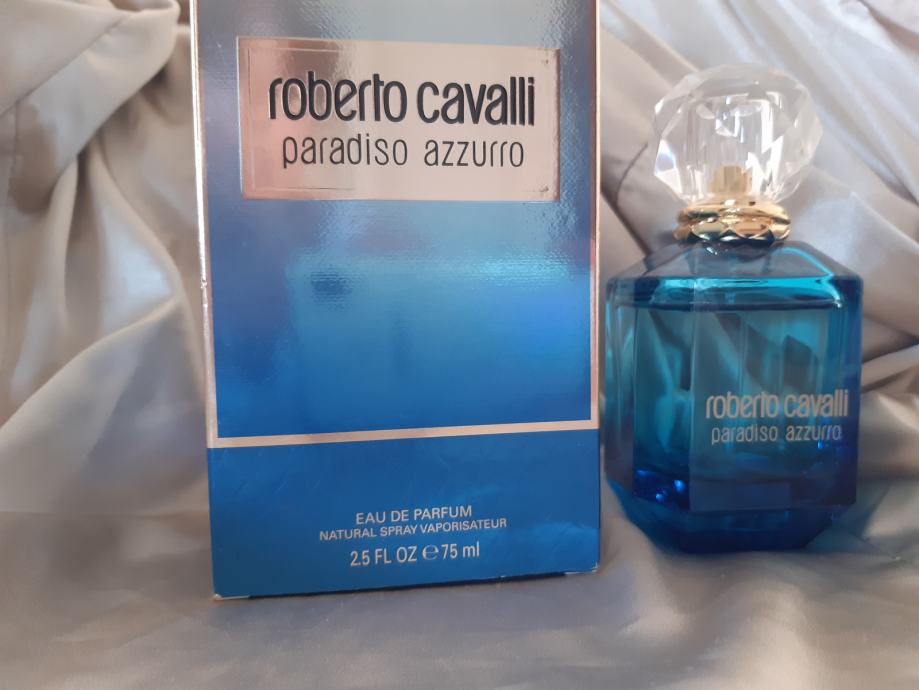 roberto cavalli
paradiso azzurro
EAU DE PARFUM
NATURAL SPRAY VAPORISATEUR
2.5 FL OZ ℮ 75 ml
roberto cavalli
paradiso azzurro